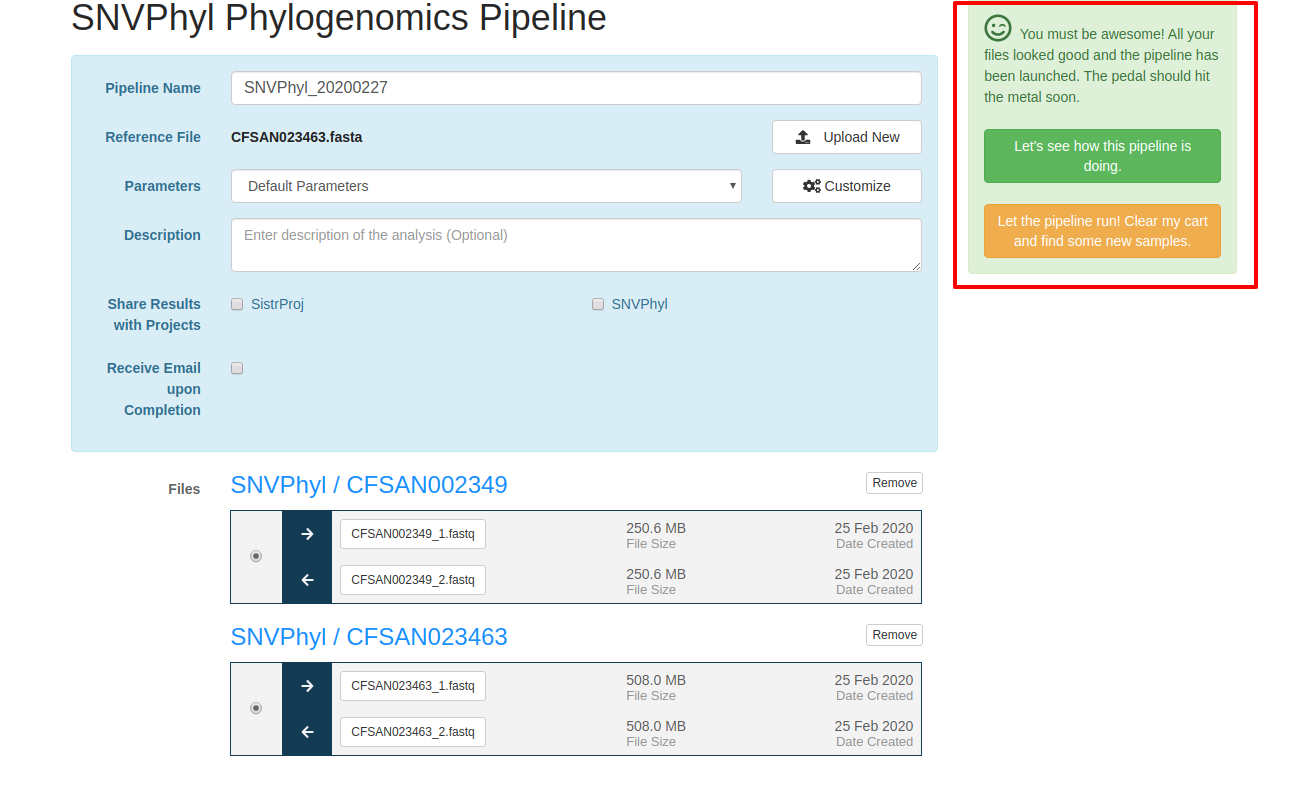 SNVPhyl Phylogenomics Pipeline
Pipeline Name
SNVPhyl_20200227
Reference File
CFSAN023463.fasta
Upload New
Parameters
Default Parameters
Customize
Description
Enter description of the analysis (Optional)
Share Results
with Projects
SistrProj
SNVPhyl
Receive Email
upon
Completion
You must be awesome! All your
files looked good and the pipeline has
been launched. The pedal should hit
the metal soon.
Let's see how this pipeline is
doing.
Let the pipeline run! Clear my cart
and find some new samples.
Files
SNVPhyl / CFSAN002349
Remove
CFSAN002349_1.fastq
250.6 MB
File Size
25 Feb 2020
Date Created
CFSAN002349_2.fastq
250.6 MB
File Size
25 Feb 2020
Date Created
SNVPhyl / CFSAN023463
Remove
CFSAN023463_1.fastq
508.0 MB
File Size
25 Feb 2020
Date Created
CFSAN023463_2.fastq
508.0 MB
File Size
25 Feb 2020
Date Created